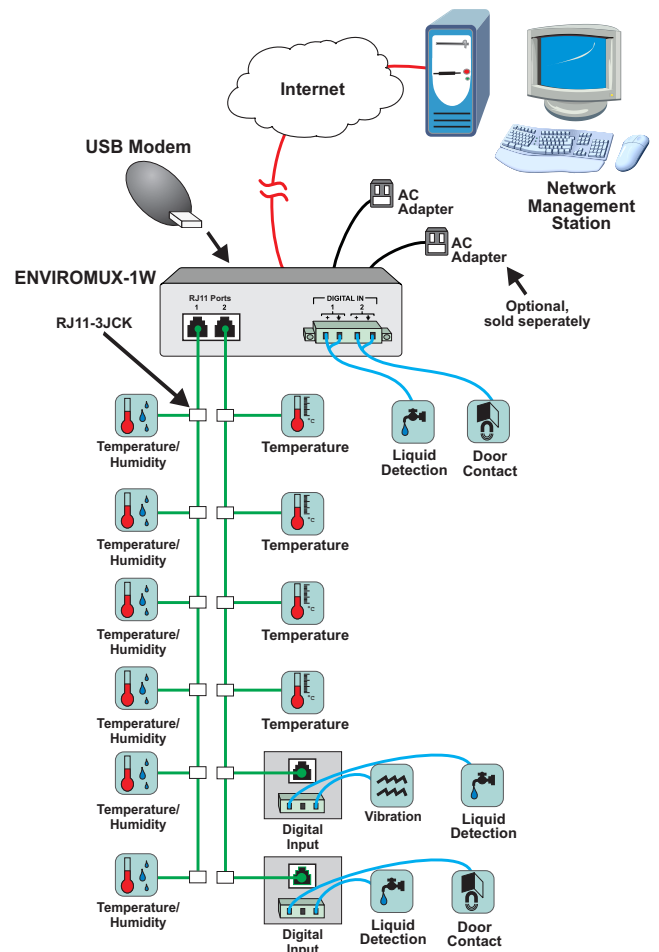 Internet
USB Modem
AC
Adapter
AC
Adapter
Network
Management
Station
Optional,
sold seperately
ENVIROMUX-1W
RJ11 Ports
1 2
DIGITAL IN
1 2
+ + 
RJ11-3JCK
Temperature/
Humidity
°C
Temperature
Liquid
Detection
Door
Contact
Temperature/
Humidity
°C
Temperature
Temperature/
Humidity
°C
Temperature
Temperature/
Humidity
°C
Temperature
Temperature/
Humidity
Digital
Input
Vibration
Liquid
Detection
Temperature/
Humidity
Digital
Input
Liquid
Detection
Door
Contact